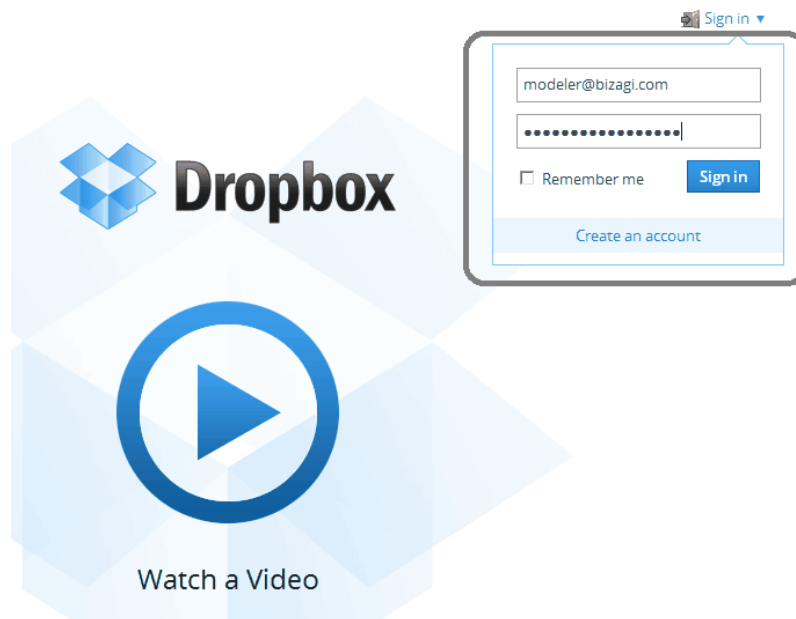 Sign in ▼
modeler@bizagi.com
●●●●●●●●●●●●●●●●●
Remember me
Sign in
Create an account
Dropbox
Watch a Video